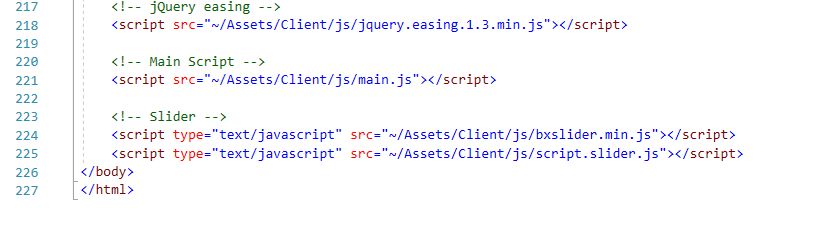 217 <!-- jQuery easing -->
218 <script src="~/Assets/Client/js/jquery.easing.1.3.min.js"></script>
219
220 <!-- Main Script -->
221 <script src="~/Assets/Client/js/main.js"></script>
222
223 <!-- Slider -->
224 <script type="text/javascript" src="~/Assets/Client/js/bxslider.min.js"></script>
225 <script type="text/javascript" src="~/Assets/Client/js/script.slider.js"></script>
226 </body>
227 </html>